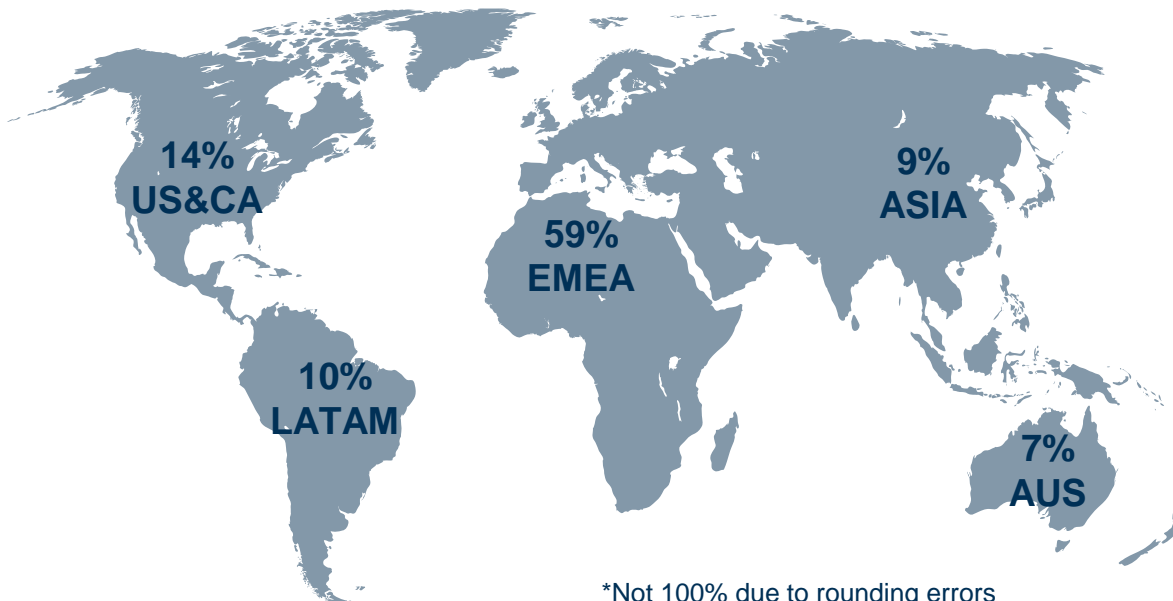 14%
US&CA
9%
ASIA
59%
EMEA
10%
LATAM
7%
AUS
*Not 100% due to rounding errors